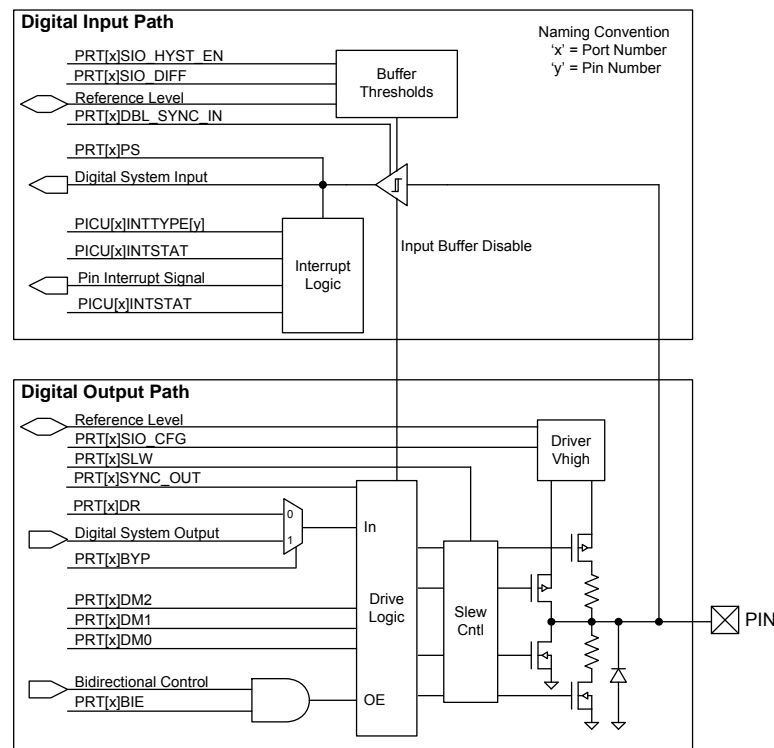 Digital Input Path
Naming Convention
‘x’ = Port Number
‘y’ = Pin Number
PRT[x]SIO_HYST_EN
PRT[x]SIO_DIFF
Reference Level
PRT[x]DBL_SYNC_IN
Buffer
Thresholds
PRT[x]PS
Digital System Input
PICU[x]INTTYPE[y]
PICU[x]INTSTAT
Pin Interrupt Signal
PICU[x]INTSTAT
Interrupt
Logic
Input Buffer Disable
Digital Output Path
Reference Level
PRT[x]SIO_CFG
PRT[x]SLW
PRT[x]SYNC_OUT
Driver
Vhigh
PRT[x]DR
Digital System Output
PRT[x]BYP
0
1
In
PRT[x]DM2
PRT[x]DM1
PRT[x]DM0
Drive
Logic
Slew
Cntl
PIN
Bidirectional Control
PRT[x]BIE
OE